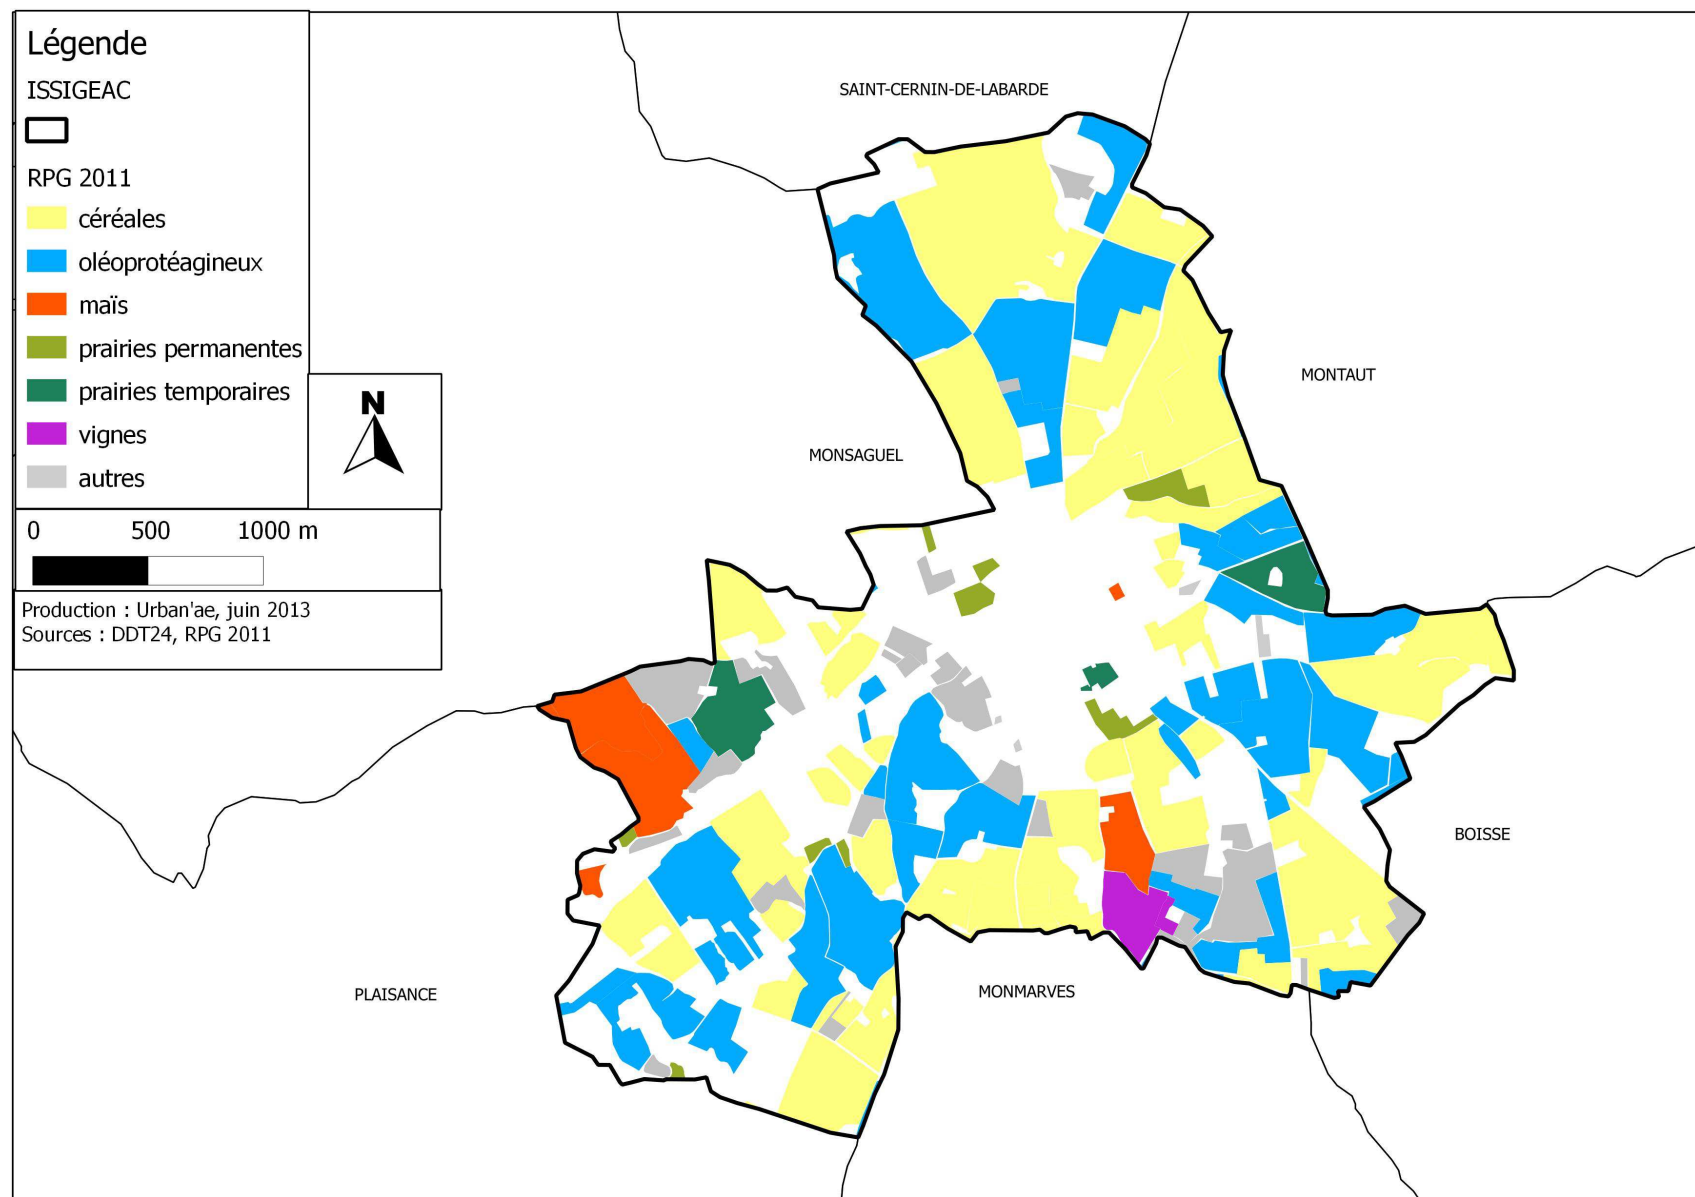 Légende
ISSIGEAC
RPG 2011
céréales
oléoprotéagineux
maïs
prairies permanentes
prairies temporaires
vignes
autres
N
0 500 1000 m
Production : Urban'ae, juin 2013
Sources : DDT24, RPG 2011
SAINT-CERNIN-DE-LABARDE
MONTAUT
MONSAGUEL
BOISSE
PLAISANCE
MONMARVES